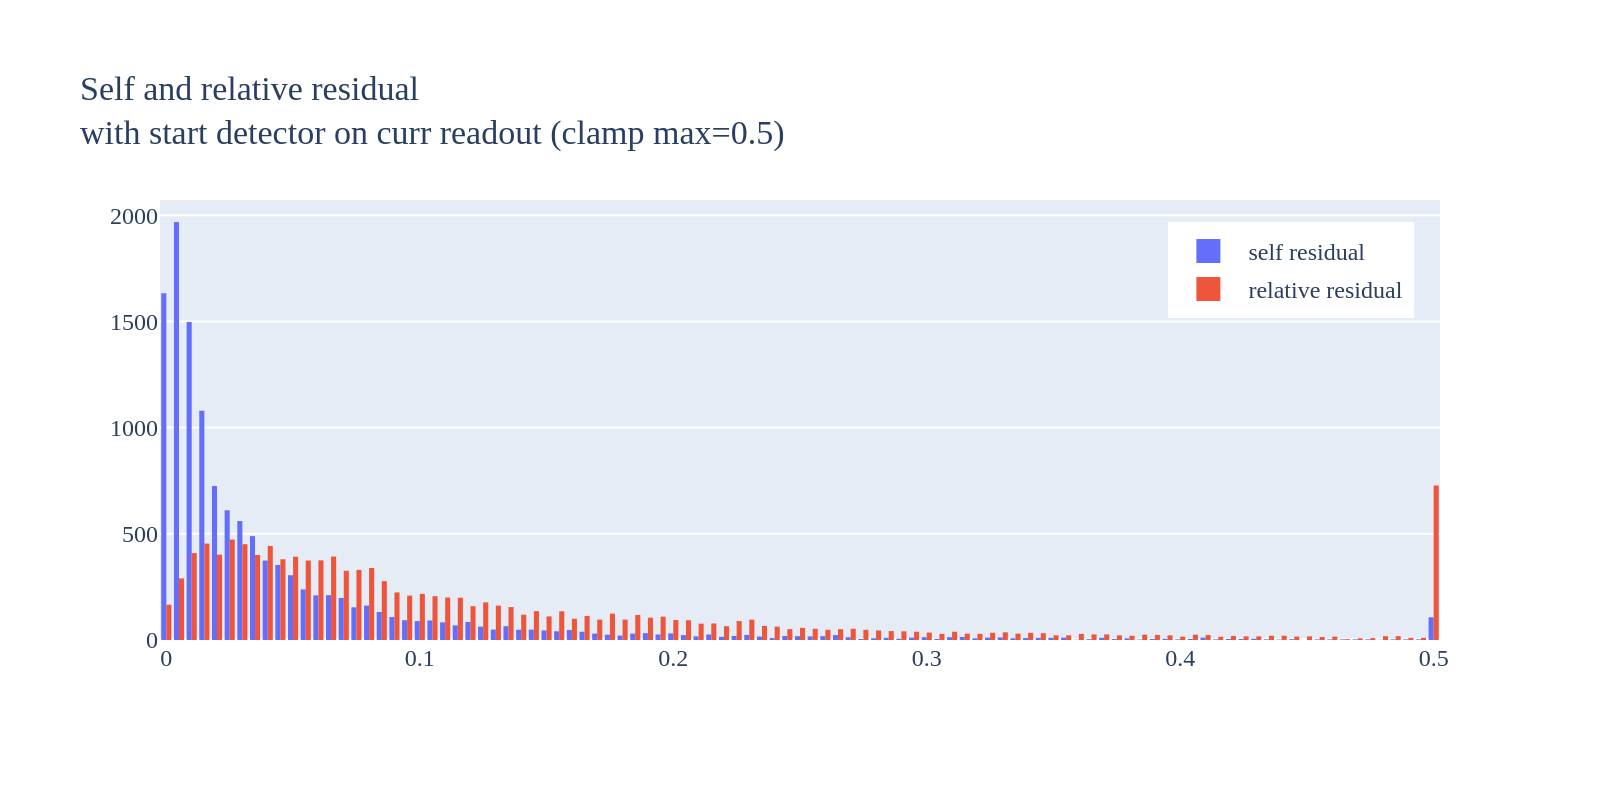 Self and relative residual
with start detector on curr readout (clamp max=0.5)
2000
1500
1000
500
0
self residual
relative residual
0 0.1 0.2 0.3 0.4 0.5